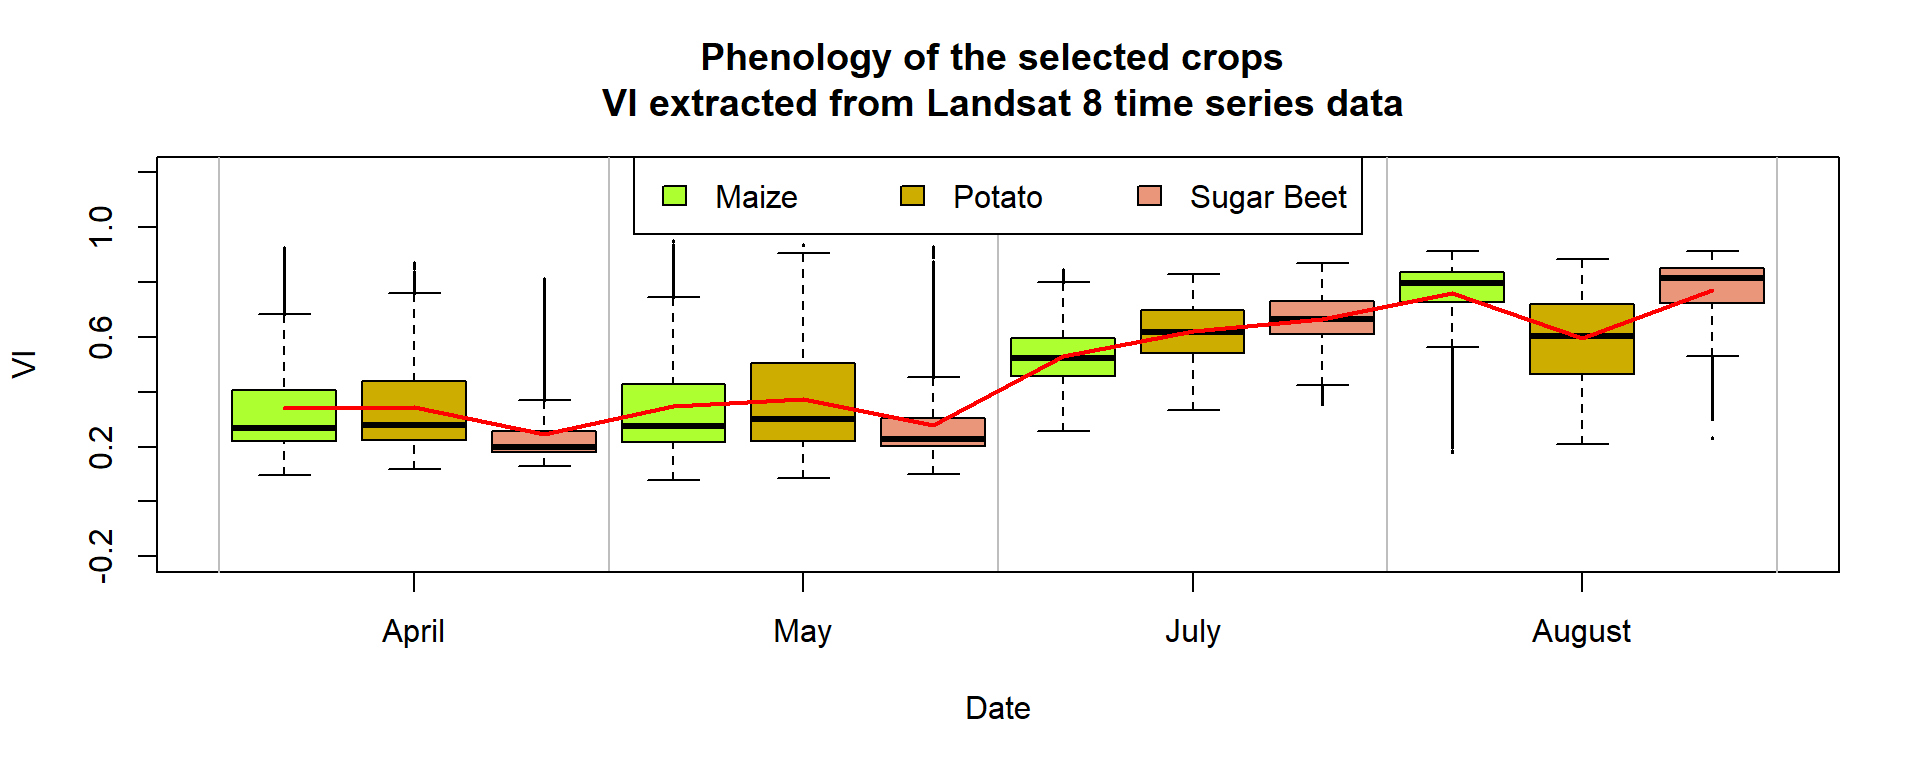 Phenology of the selected crops
VI extracted from Landsat 8 time series data
Maize Potato Sugar Beet
1.0
0.6
0.2
-0.2
VI
April May July August
Date